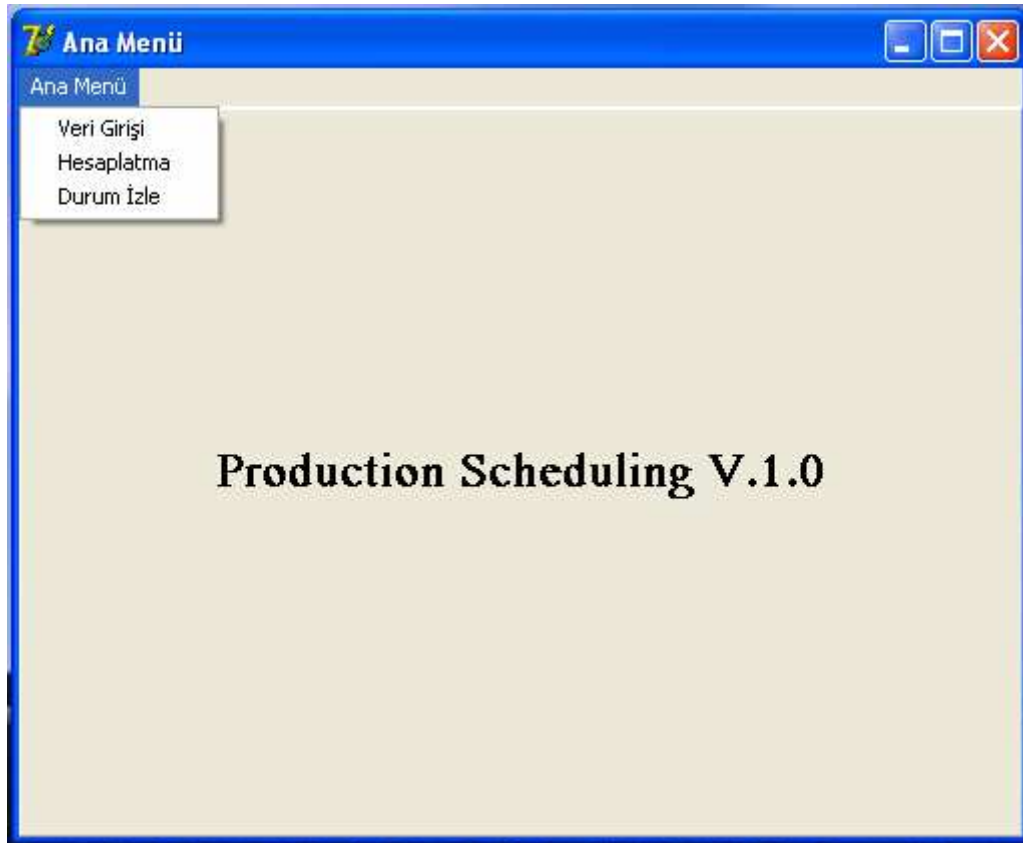 Ana Menü
Ana Menü
Veri Girişi
Hesaplatma
Durum İzle
Production Scheduling V.1.0